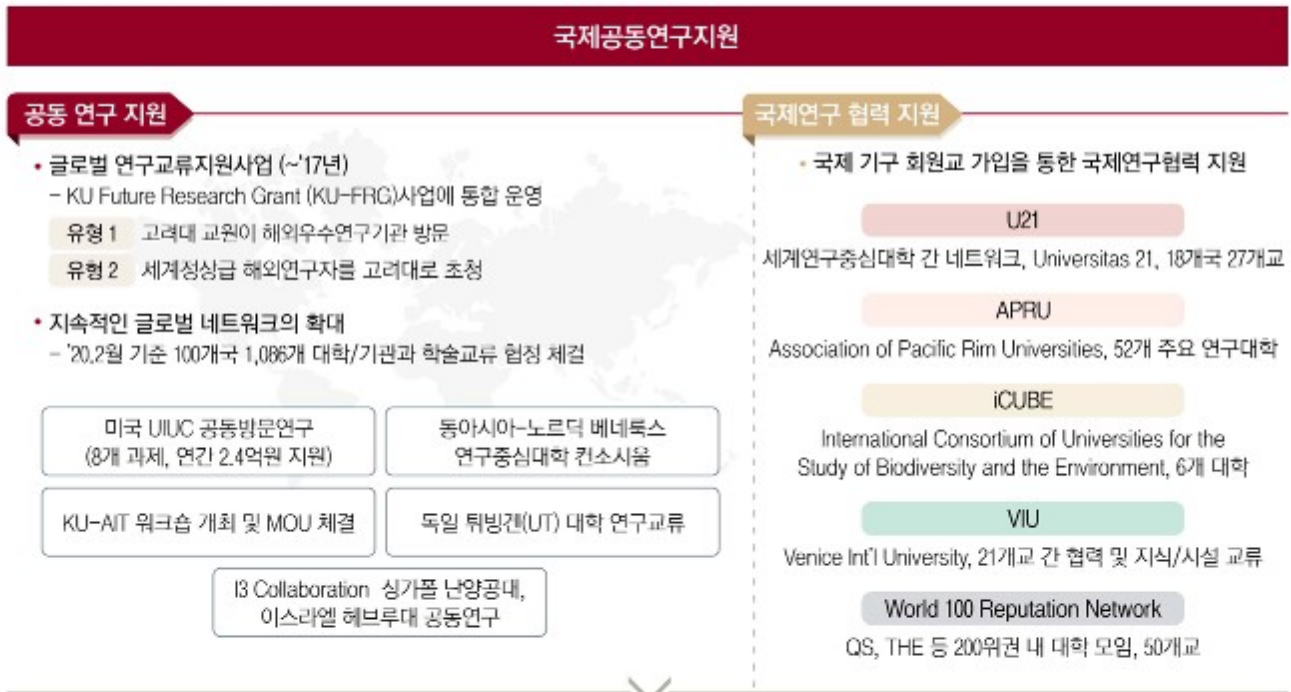 국제공동연구지원
공동 연구 지원
• 글로벌 연구교류지원사업 (~'17년)
– KU Future Research Grant (KU-FRG)사업에 통합 운영
유형 1 고려대 교원이 해외우수연구기관 방문
유형 2 세계정상급 해외연구자를 고려대로 초청
• 지속적인 글로벌 네트워크의 확대
– '20.2월 기준 100개국 1,086개 대학/기관과 학술교류 협정 체결
미국 UIUC 공동방문연구
(8개 과제, 연간 2.4억원 지원)
동아시아-노르딕 베네룩스
연구중심대학 컨소시움
KU-AIT 워크숍 개최 및 MOU 체결
독일 튀빙겐(UT) 대학 연구교류
I3 Collaboration 싱가폴 난양공대,
이스라엘 헤브루대 공동연구
국제연구 협력 지원
• 국제 기구 회원교 가입을 통한 국제연구협력 지원
U21
세계연구중심대학 간 네트워크, Universitas 21, 18개국 27개교
APRU
Association of Pacific Rim Universities, 52개 주요 연구대학
iCUBE
International Consortium of Universities for the
Study of Biodiversity and the Environment, 6개 대학
VIU
Venice Int'l University, 21개교 간 협력 및 지식/시설 교류
World 100 Reputation Network
QS, THE 등 200위권 내 대학 모임, 50개교